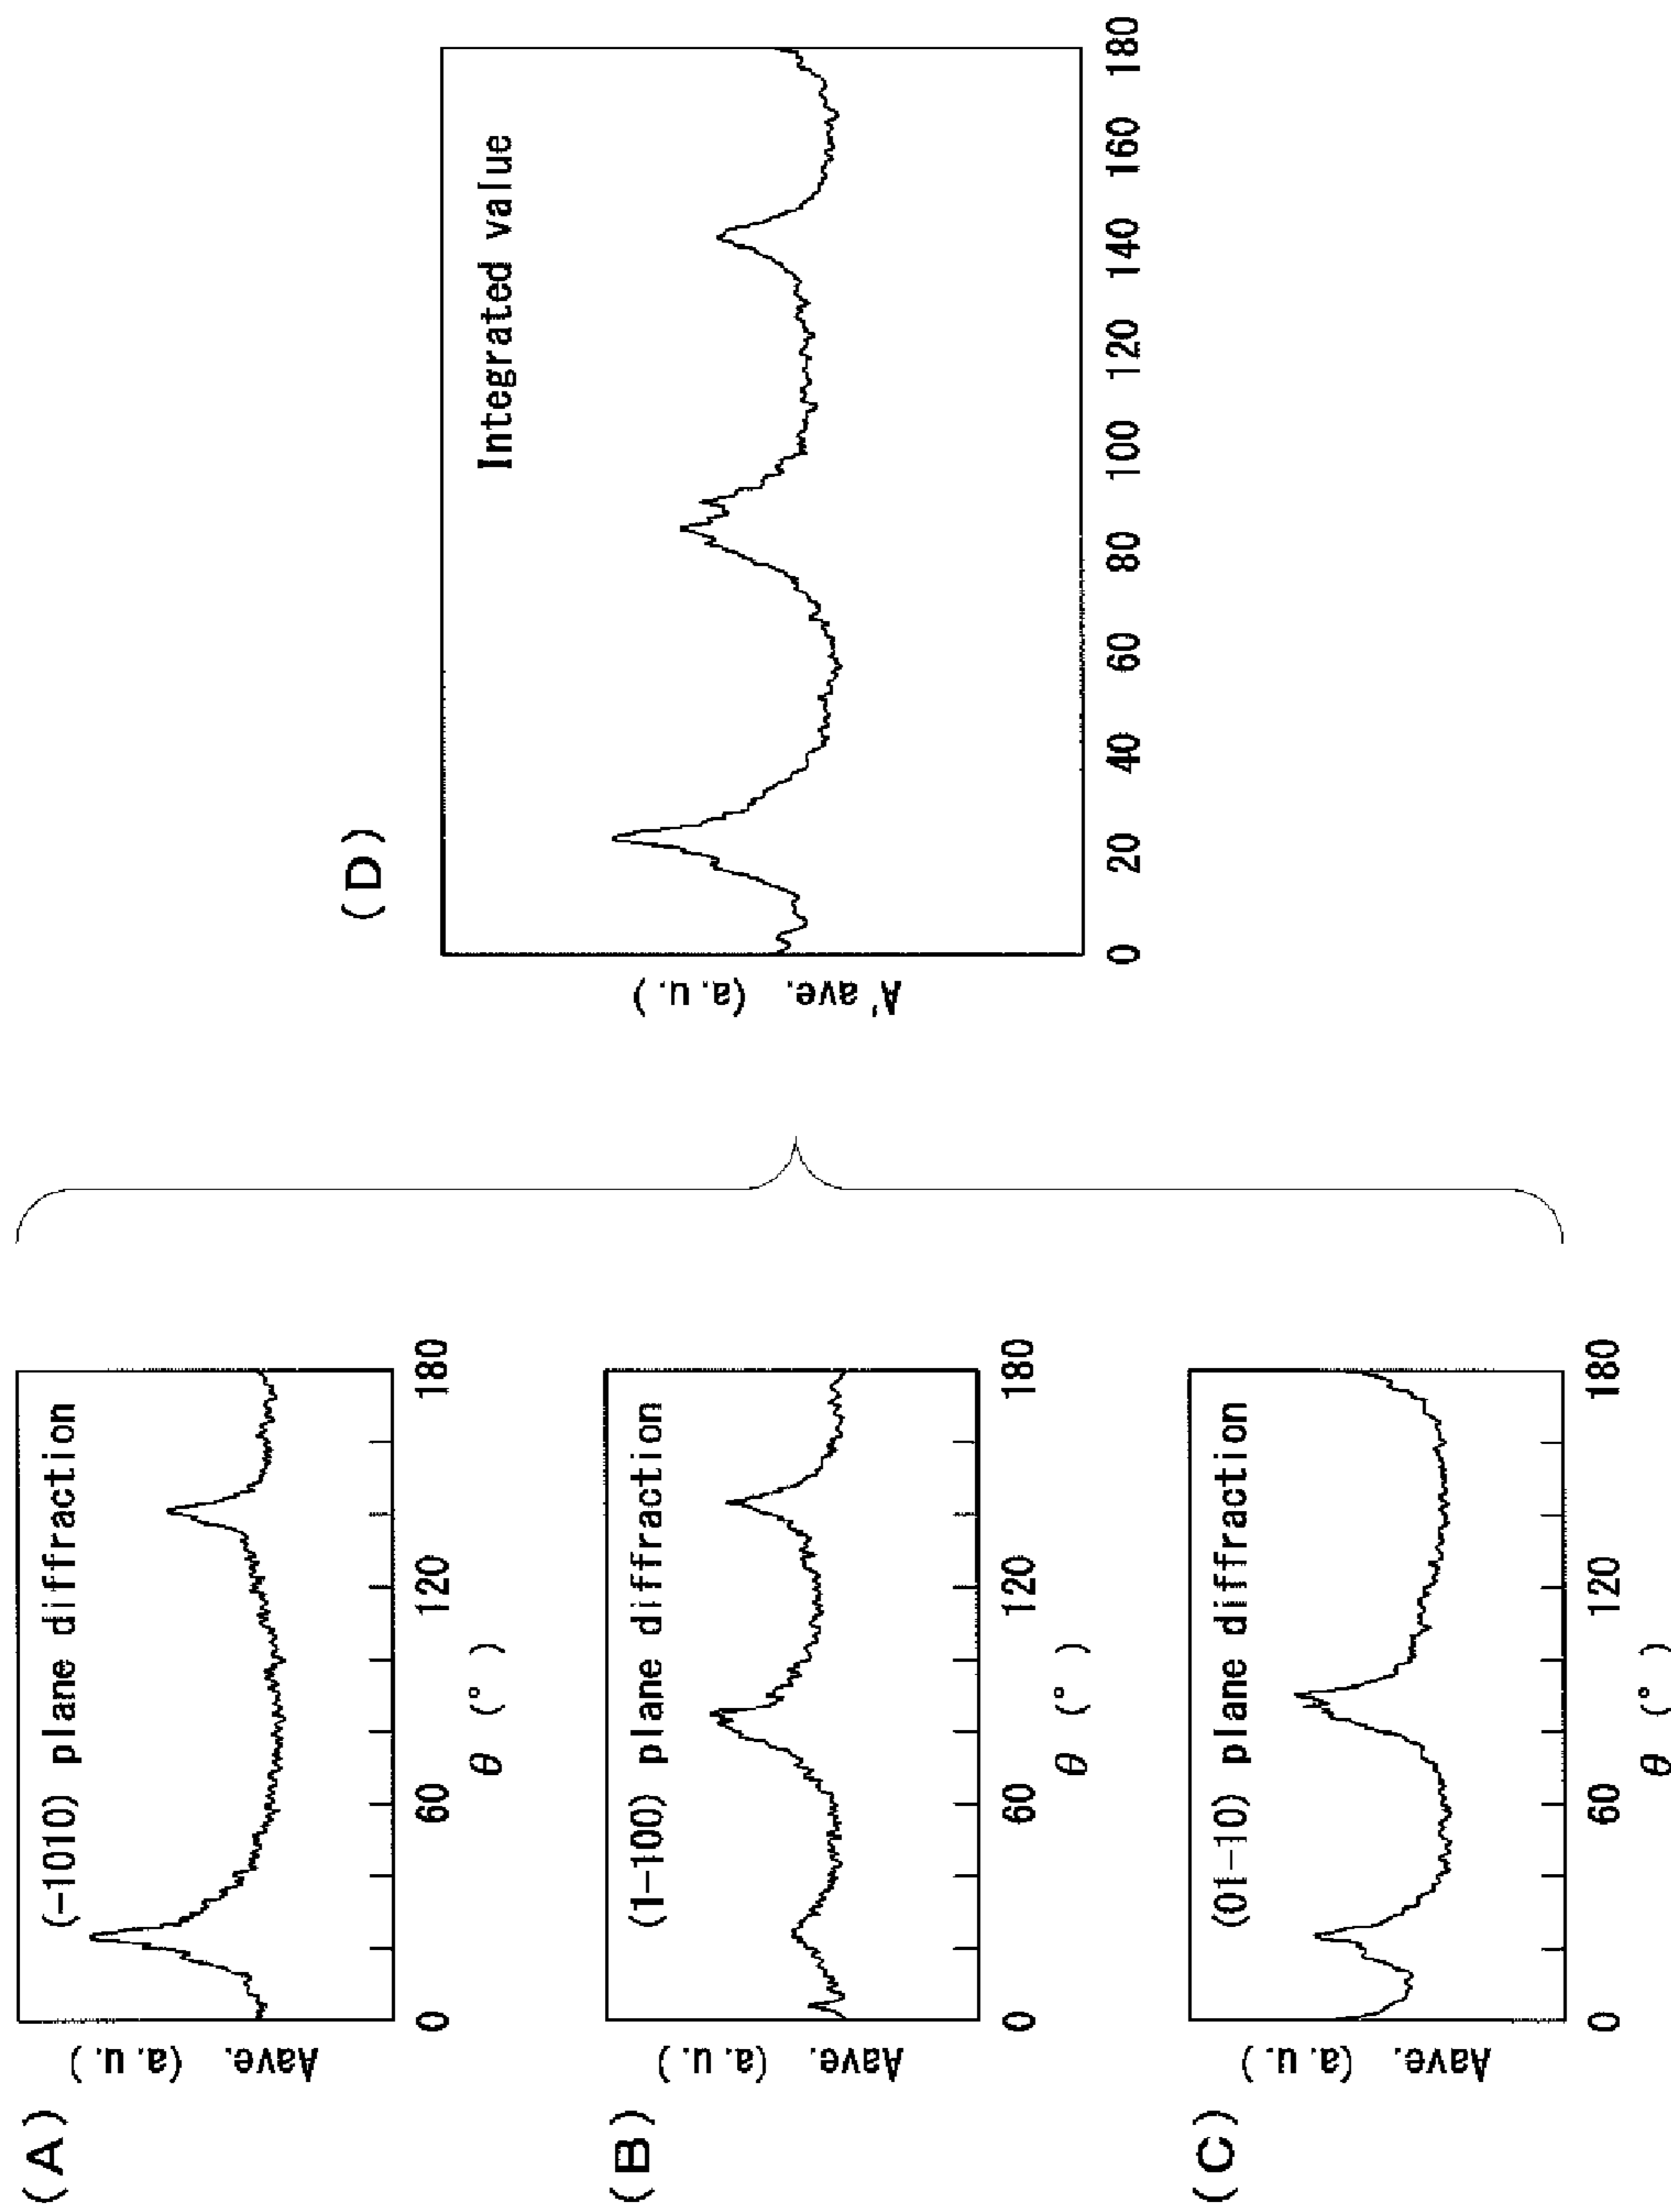 (A)
Aave. (a.u.)
(-1010) plane diffraction
0 60 120 180
θ (°)
(B)
Aave. (a.u.)
(1-100) plane diffraction
0 60 120 180
θ (°)
(C)
Aave. (a.u.)
(01-10) plane diffraction
0 60 120 180
θ (°)
(D)
A'ave. (a.u.)
Integrated value
0 20 40 60 80 100 120 140 160 180